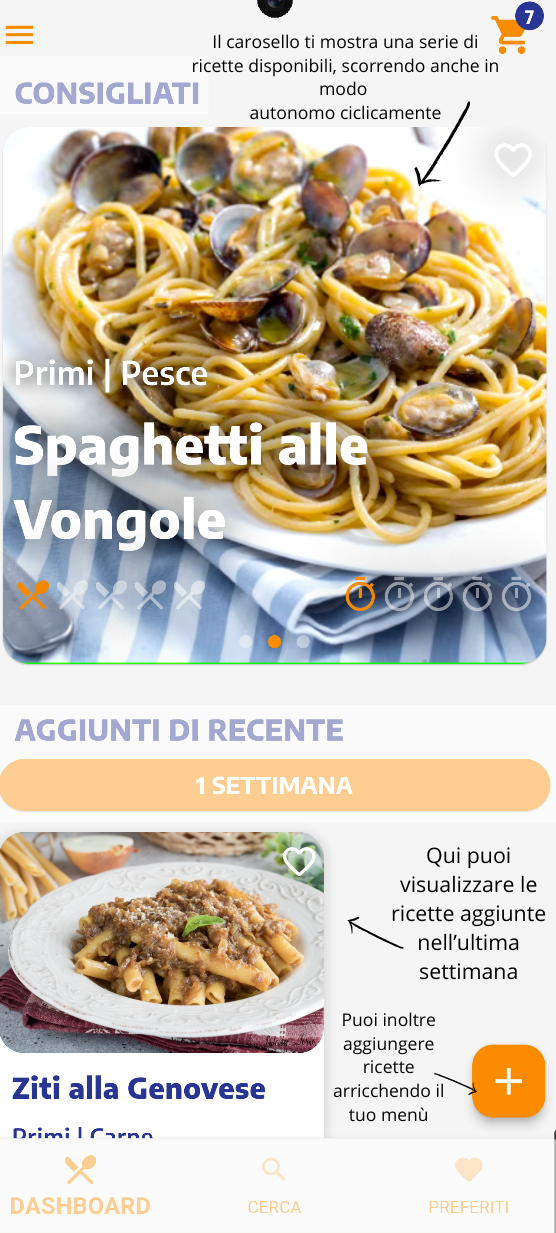 7
Il carosello ti mostra una serie di
ricette disponibili, scorrendo anche in
modo
autonomo ciclicamente
CONSIGLIATI
Primi | Pesce
Spaghetti alle
Vongole
AGGIUNTI DI RECENTE
1 SETTIMANA
Qui puoi
visualizzare le
ricette aggiunte
nell'ultima
settimana
Puoi inoltre
aggiungere
ricette
arricchendo il
tuo menù
Ziti alla Genovese
Primi | Carne
DASHBOARD
CERCA
PREFERITI